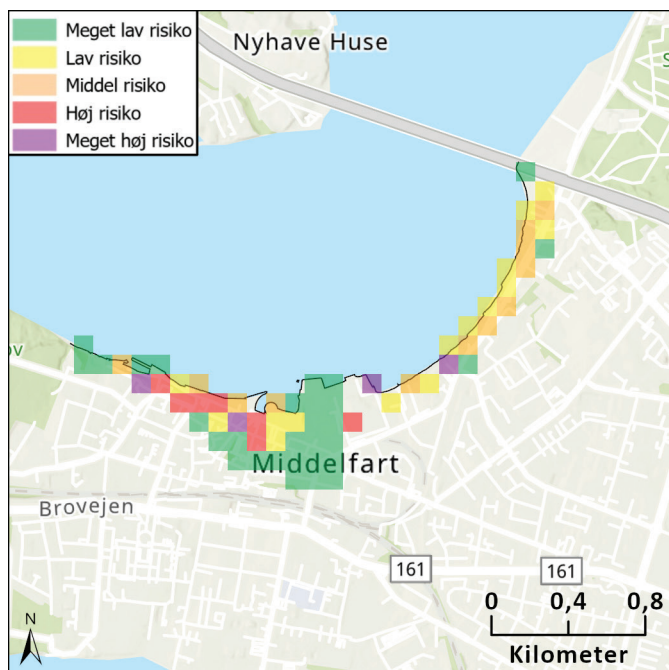 Meget lav risiko
Lav risiko
Middel risiko
Høj risiko
Meget høj risiko
Nyhave Huse
S
ov
Middelfart
Brovejen
161
161
N
0 0,4 0,8
Kilometer